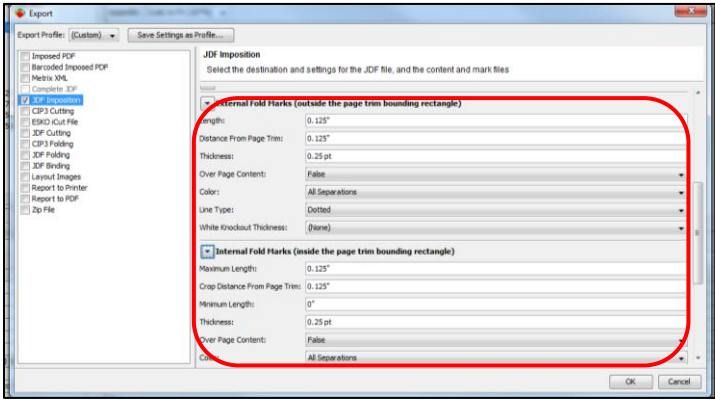 Export
Export Profile: (Custom) Save Settings as Profile...
Imposed PDF
Barcoded Imposed PDF
Metrix XML
Complete JDF
JDF Imposition
CIP3 Cutting
ESKO iCut File
JDF Cutting
CIP3 Folding
JDF Folding
JDF Binding
Layout Images
Report to Printer
Report to PDF
Zip File
JDF Imposition
Select the destination and settings for the JDF file, and the content and mark files
External Fold Marks (outside the page trim bounding rectangle)
Length: 0.125"
Distance From Page Trim: 0.125"
Thickness: 0.25 pt
Over Page Content: False
Color: All Separations
Line Type: Dotted
White Knockout Thickness: (None)
Internal Fold Marks (inside the page trim bounding rectangle)
Maximum Length: 0.125"
Crop Distance From Page Trim: 0.125"
Minimum Length: 0"
Thickness: 0.25 pt
Over Page Content: False
Color: All Separations
OK Cancel